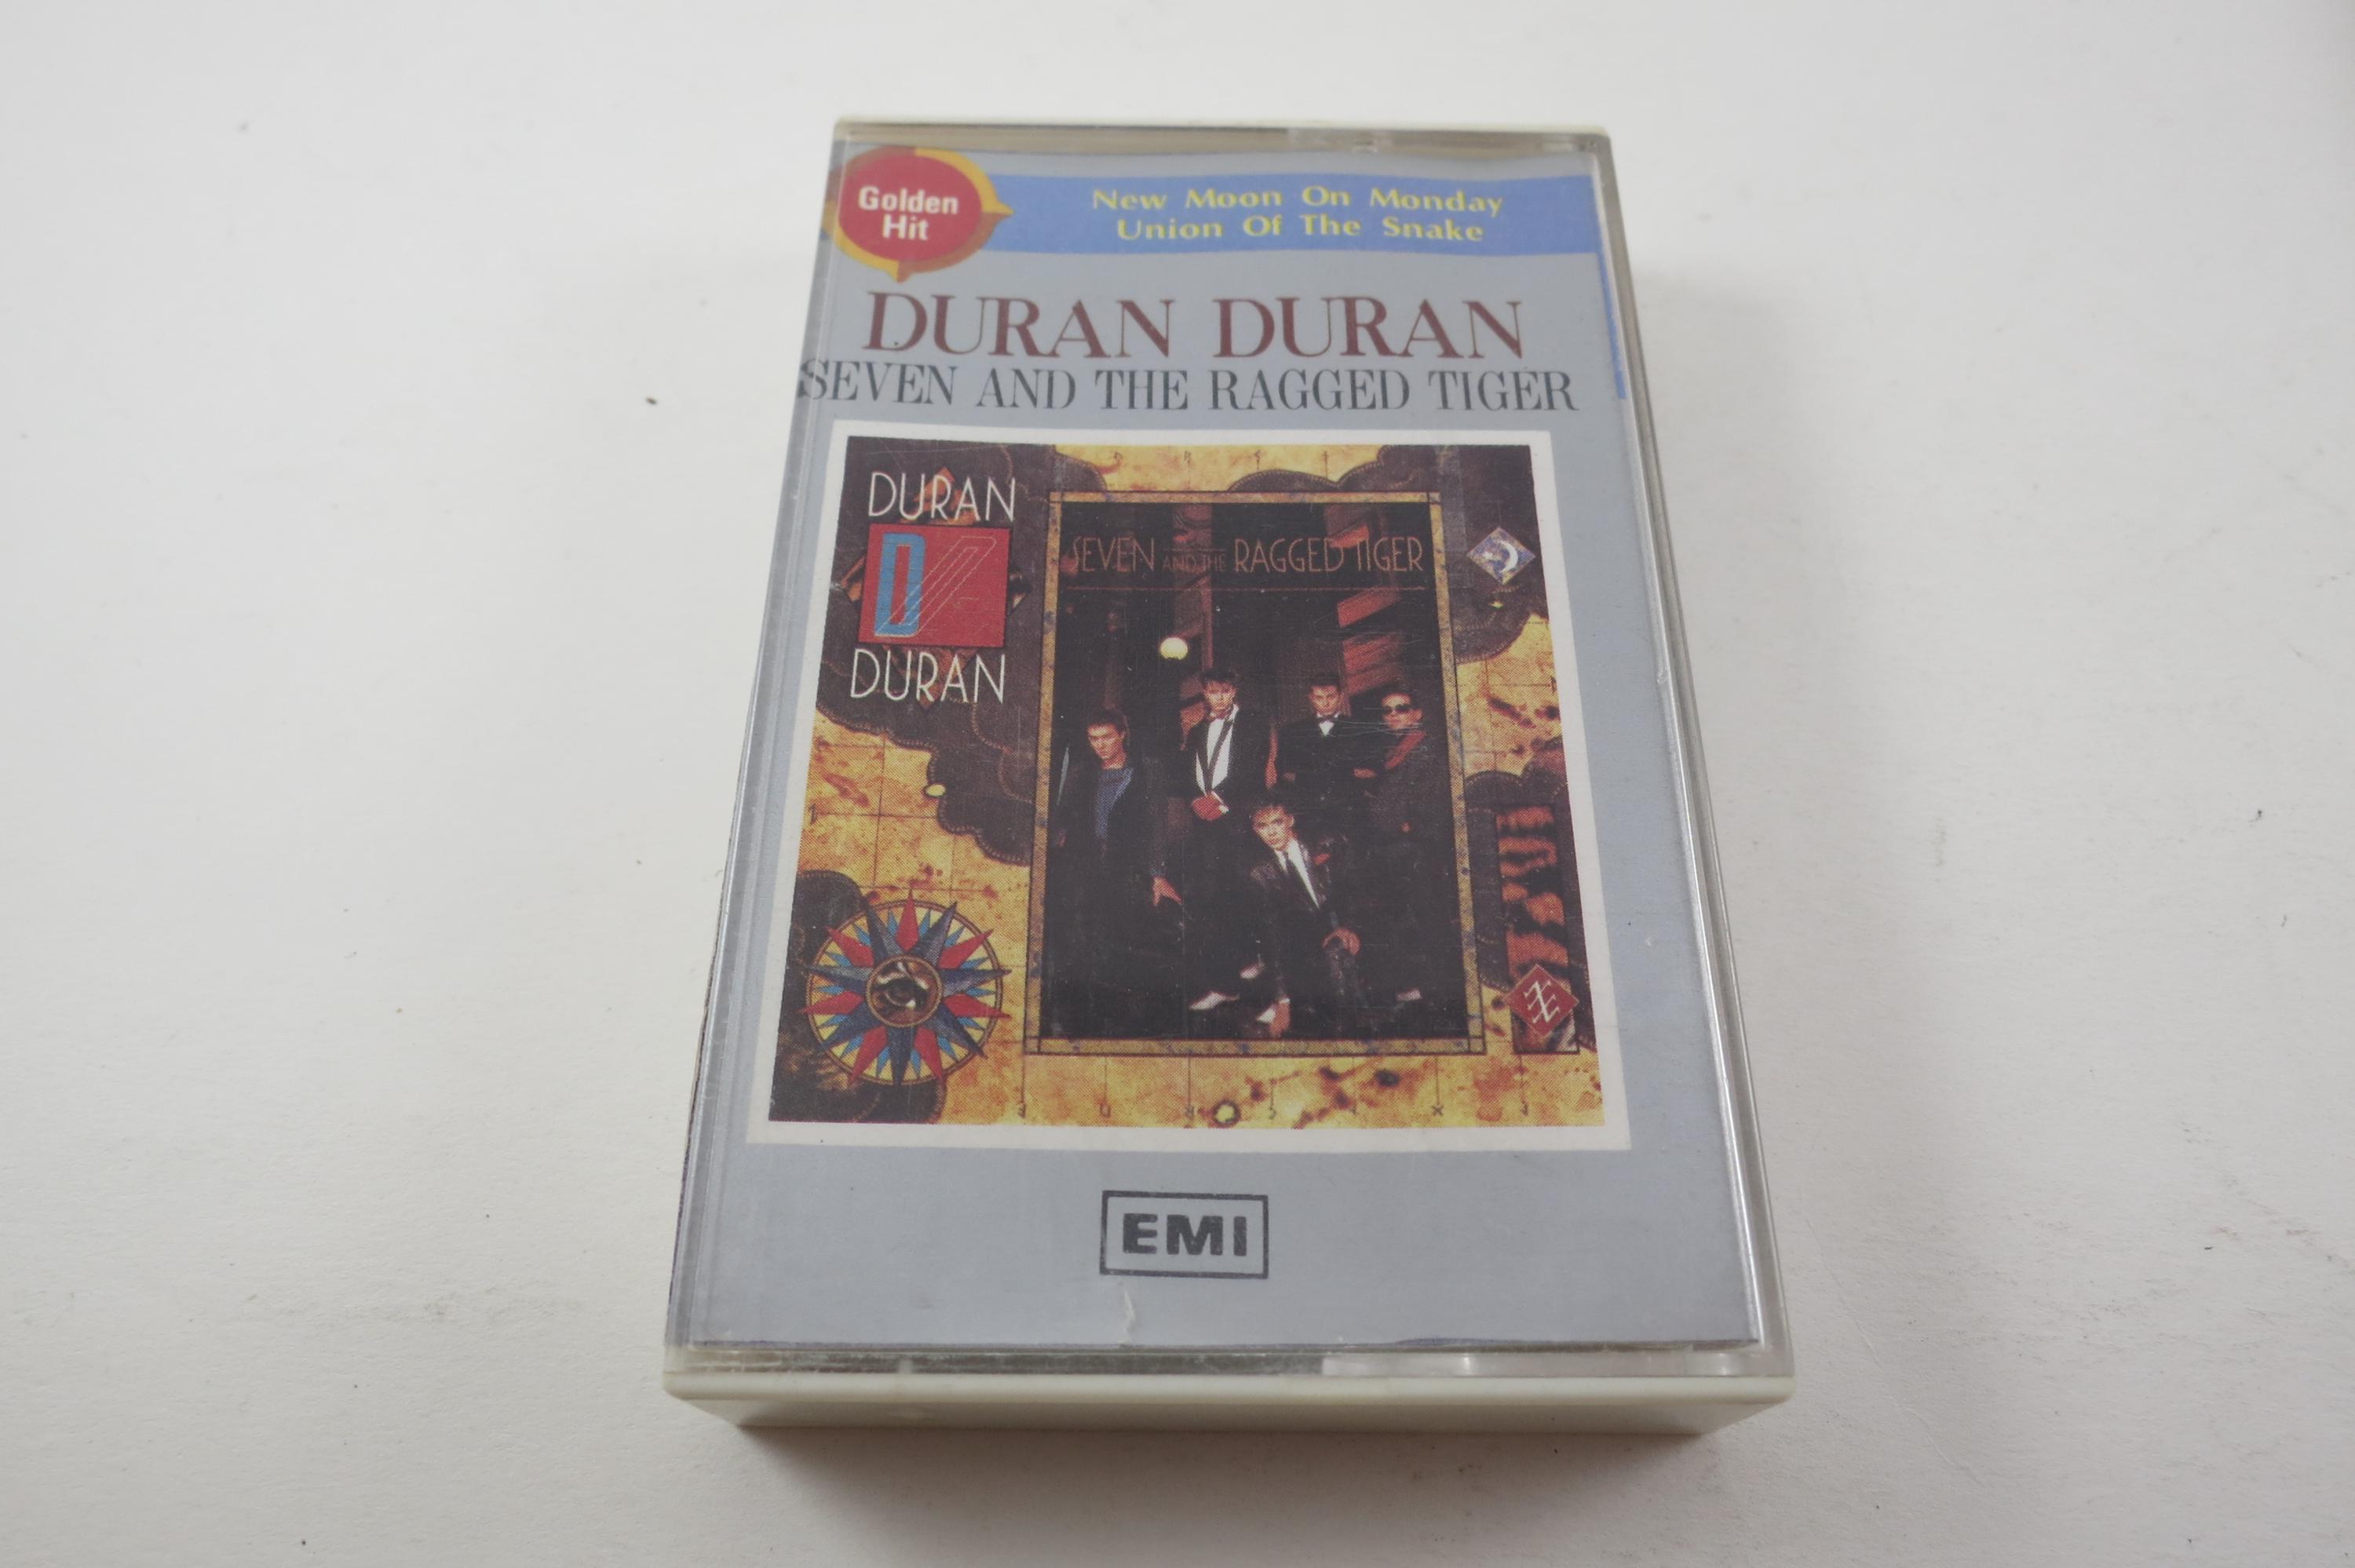 Golden
Hit
New Moon On Monday
Union Of The Snake
DURAN DURAN
SEVEN AND THE RAGGED TIGER
DURAN
D
DURAN
SEVEN AND THE RAGGED TIGER
EMI